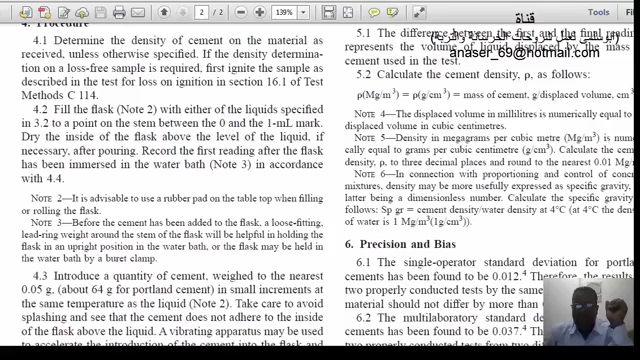 2 / 2
139%
Tools
Fill & Sign
4. Procedure
4.1 Determine the density of cement on the material as
received, unless otherwise specified. If the density determina-
tion on a loss-free sample is required, first ignite the sample as
described in the test for loss on ignition in section 16.1 of Test
Methods C 114.
4.2 Fill the flask (Note 2) with either of the liquids specified
in 3.2 to a point on the stem between the 0 and the 1-mL mark.
Dry the inside of the flask above the level of the liquid, if
necessary, after pouring. Record the first reading after the flask
has been immersed in the water bath (Note 3) in accordance
with 4.4.
NOTE 2—It is advisable to use a rubber pad on the table top when filling
or rolling the flask.
NOTE 3—Before the cement has been added to the flask, a loose-fitting,
lead-ring weight around the stem of the flask will be helpful in holding the
flask in an upright position in the water bath, or the flask may be held in
the water bath by a buret clamp.
4.3 Introduce a quantity of cement, weighed to the nearest
0.05 g, (about 64 g for portland cement) in small increments
at the same temperature as the liquid (Note 2). Take care to avoid
splashing and see that the cement does not adhere to the inside
of the flask above the liquid. A vibrating apparatus may be used
to accelerate the introduction of the cement into the flask and
قناة
anaser_69@hotmail.com
5.1 The difference between the first and the final readin
represents the volume of liquid displaced by the mass
cement used in the test.
5.2 Calculate the cement density, ρ, as follows:
ρ(Mg/m³) = ρ(g/cm³) = mass of cement, g/displaced volume, cm
NOTE 4—The displaced volume in millilitres is numerically equal to
displaced volume in cubic centimetres.
NOTE 5—Density in megagrams per cubic metre (Mg/m³) is nume
cally equal to grams per cubic centimetre (g/cm³). Calculate the cem
density, ρ, to three decimal places and round to the nearest 0.01 Mg/
NOTE 6—In connection with proportioning and control of concr
mixtures, density may be more usefully expressed as specific gravity,
latter being a dimensionless number. Calculate the specific gravity
follows: Sp gr = cement density/water density at 4°C (at 4°C the den
of water is 1 Mg/m³(1g/cm³).
6. Precision and Bias
6.1 The single-operator standard deviation for portla
cements has been found to be 0.012.⁴ Therefore, the results
two properly conducted tests by the same
material should not differ by more than 0
6.2 The multilaboratory standard de
cements has been found to be 0.037.⁴
two properly conducted tests from two dif